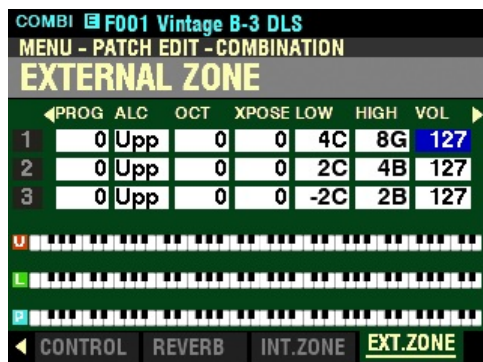 COMBI E F001 Vintage B-3 DLS
MENU - PATCH EDIT - COMBINATION
EXTERNAL ZONE
PROG ALC OCT XPOSE LOW HIGH VOL
1 0 Upp 0 0 4C 8G 127
2 0 Upp 0 0 2C 4B 127
3 0 Upp 0 0 -2C 2B 127
U
L
P
CONTROL REVERB INT.ZONE EXT.ZONE